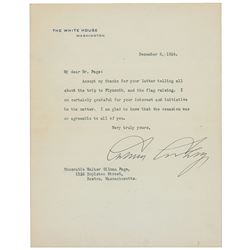 THE WHITE HOUSE
WASHINGTON
December 2, 1924.
My dear Mr. Page:
Accept my thanks for your letter telling all
about the trip to Plymouth, and the flag raising. I
am certainly grateful for your interest and initiative
in the matter. I am glad to know that the occasion was
so agreeable to all of you.
Very truly yours,
Calvin Coolidge
Honorable Walter Gilman Page,
Boylston Street,
Boston, Massachusetts.